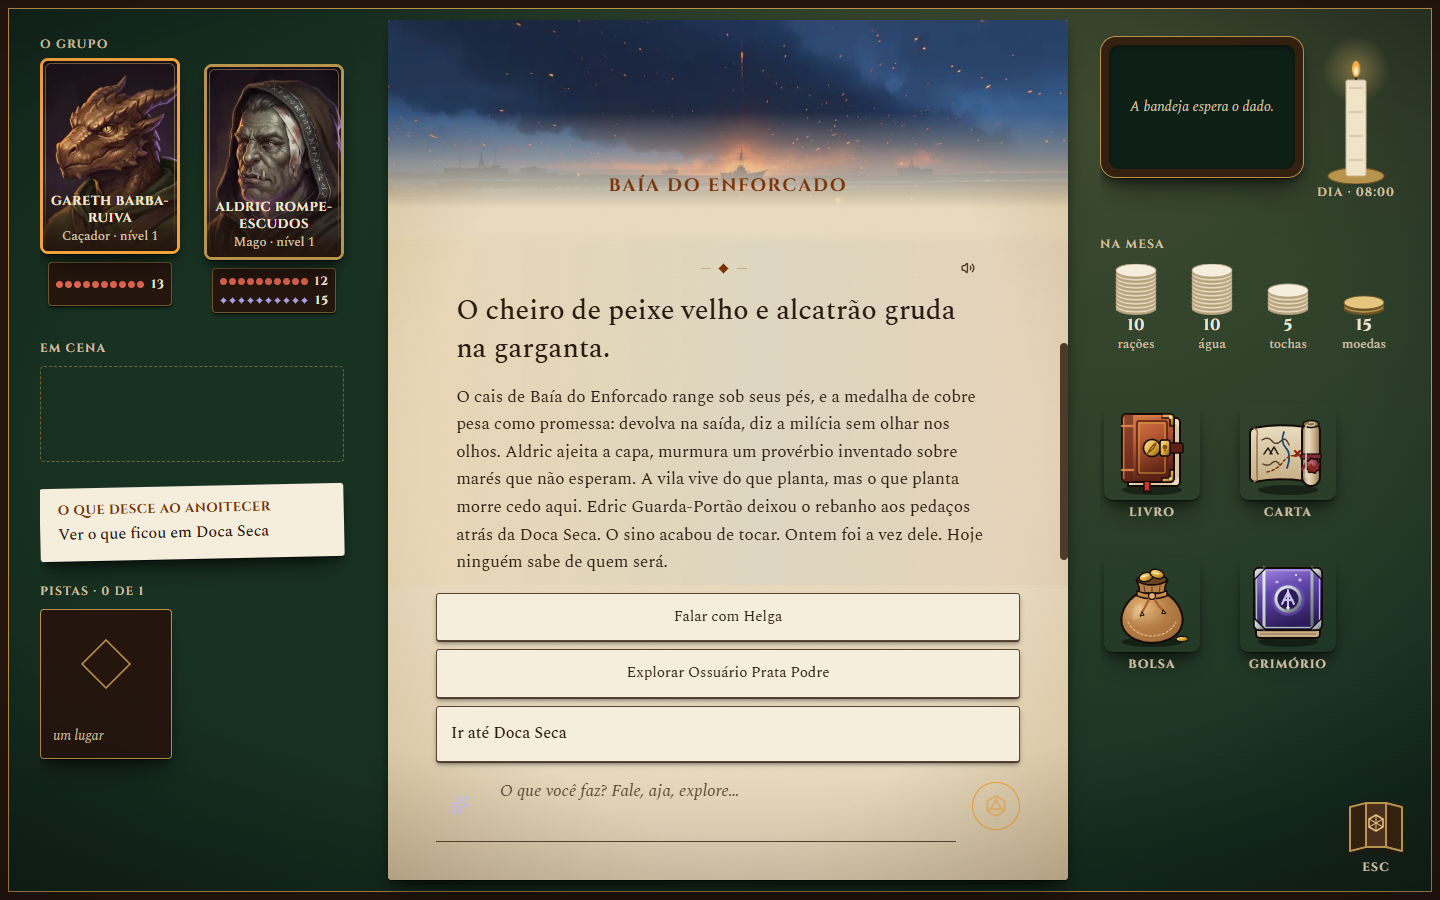 O GRUPO
GARETH BARBA-
RUIVA
Caçador · nível 1
13
ALDRIC ROMPE-
ESCUDOS
Mago · nível 1
12
15
EM CENA
O QUE DESCE AO ANOITECER
Ver o que ficou em Doca Seca
PISTAS · 0 DE 1
um lugar
BAÍA DO ENFORCADO
O cheiro de peixe velho e alcatrão gruda
na garganta.
O cais de Baía do Enforcado range sob seus pés, e a medalha de cobre
pesa como promessa: devolva na saída, diz a milícia sem olhar nos
olhos. Aldric ajeita a capa, murmura um provérbio inventado sobre
marés que não esperam. A vila vive do que planta, mas o que planta
morre cedo aqui. Edric Guarda-Portão deixou o rebanho aos pedaços
atrás da Doca Seca. O sino acabou de tocar. Ontem foi a vez dele. Hoje
ninguém sabe de quem será.
Falar com Helga
Explorar Ossuário Prata Podre
Ir até Doca Seca
O que você faz? Fale, aja, explore...
A bandeja espera o dado.
DIA · 08:00
NA MESA
10
rações
10
água
5
tochas
15
moedas
LIVRO
CARTA
BOLSA
GRIMÓRIO
ESC